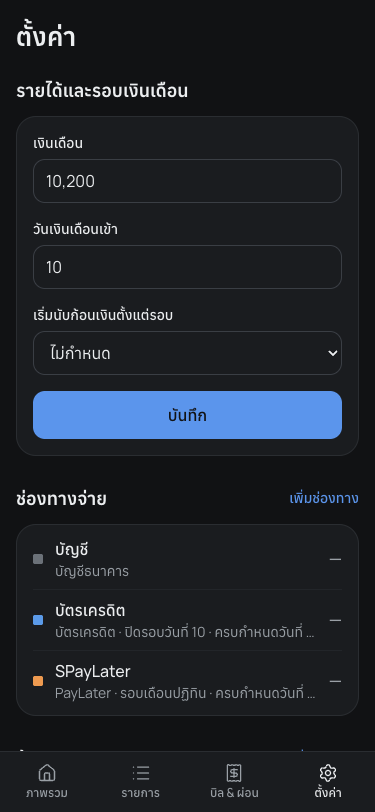 ตั้งค่า
รายได้และรอบเงินเดือน
เงินเดือน
10,200
วันเงินเดือนเข้า
10
เริ่มนับก้อนเงินตั้งแต่รอบ
ไม่กำหนด
บันทึก
ช่องทางจ่าย
เพิ่มช่องทาง
บัญชี
บัญชีธนาคาร
—
บัตรเครดิต
บัตรเครดิต · ปิดรอบวันที่ 10 · ครบกำหนดวันที่ ...
—
SPayLater
PayLater · รอบเดือนปฏิทิน · ครบกำหนดวันที่ ...
—
ภาพรวม
รายการ
บิล & ผ่อน
ตั้งค่า